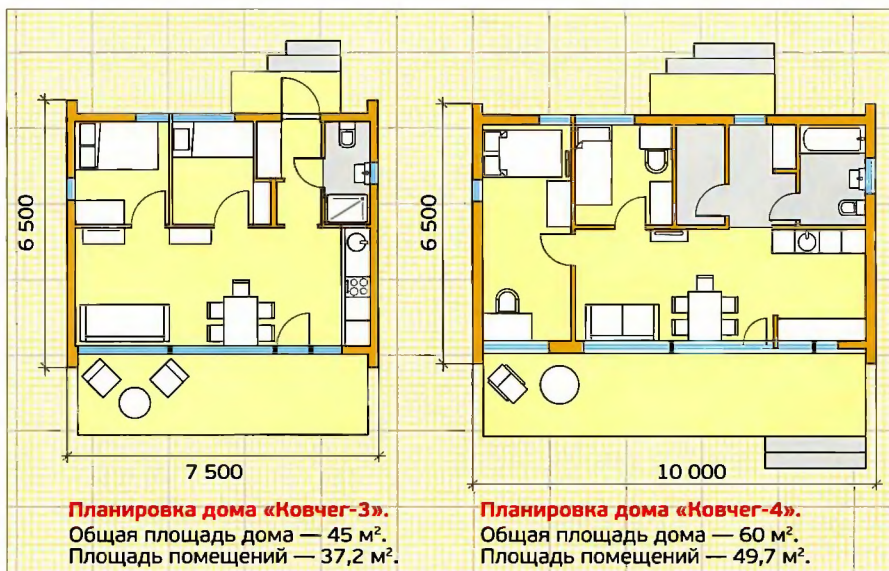 6 500
7 500
Планировка дома «Ковчег-3».
Общая площадь дома — 45 м².
Площадь помещений — 37,2 м².
6 500
10 000
Планировка дома «Ковчег-4».
Общая площадь дома — 60 м².
Площадь помещений — 49,7 м².